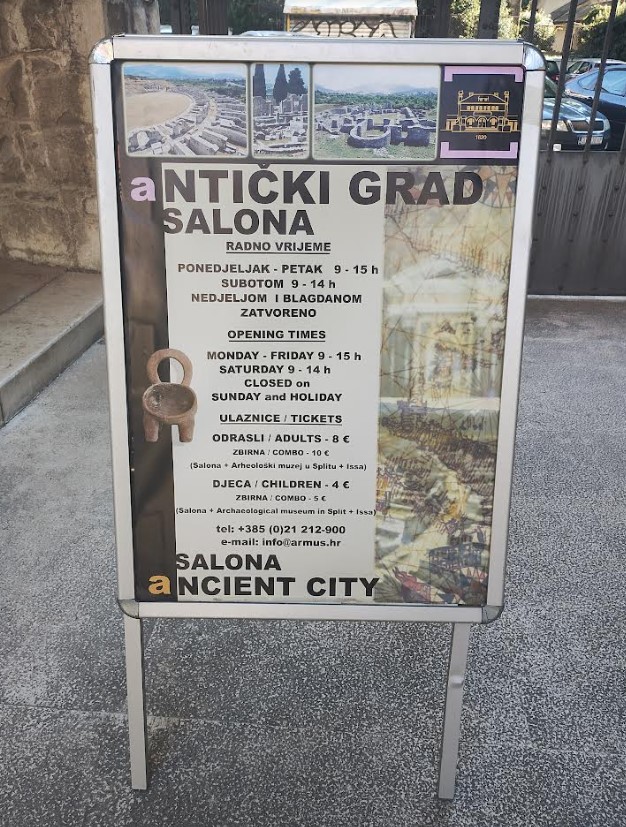 aNTIČKI GRAD
SALONA
RADNO VRIJEME
PONEDJELJAK - PETAK 9 - 15 h
SUBOTOM 9 - 14 h
NEDJELJOM I BLAGDANOM
ZATVORENO
OPENING TIMES
MONDAY - FRIDAY 9 - 15h
SATURDAY 9 - 14h
CLOSED on
SUNDAY and HOLIDAY
ULAZNICE / TICKETS
ODRASLI / ADULTS - 8 €
ZBIRNA / COMBO - 10 €
(Salona + Arheološki muzej u Splitu + Issa)
DJECA / CHILDREN - 4 €
ZBIRNA / COMBO - 5 €
(Salona + Archaological museum in Split + Issa)
tel: +385 (0)21 212-900
e-mail: info@armus.hr
SALONA
aNCIENT CITY